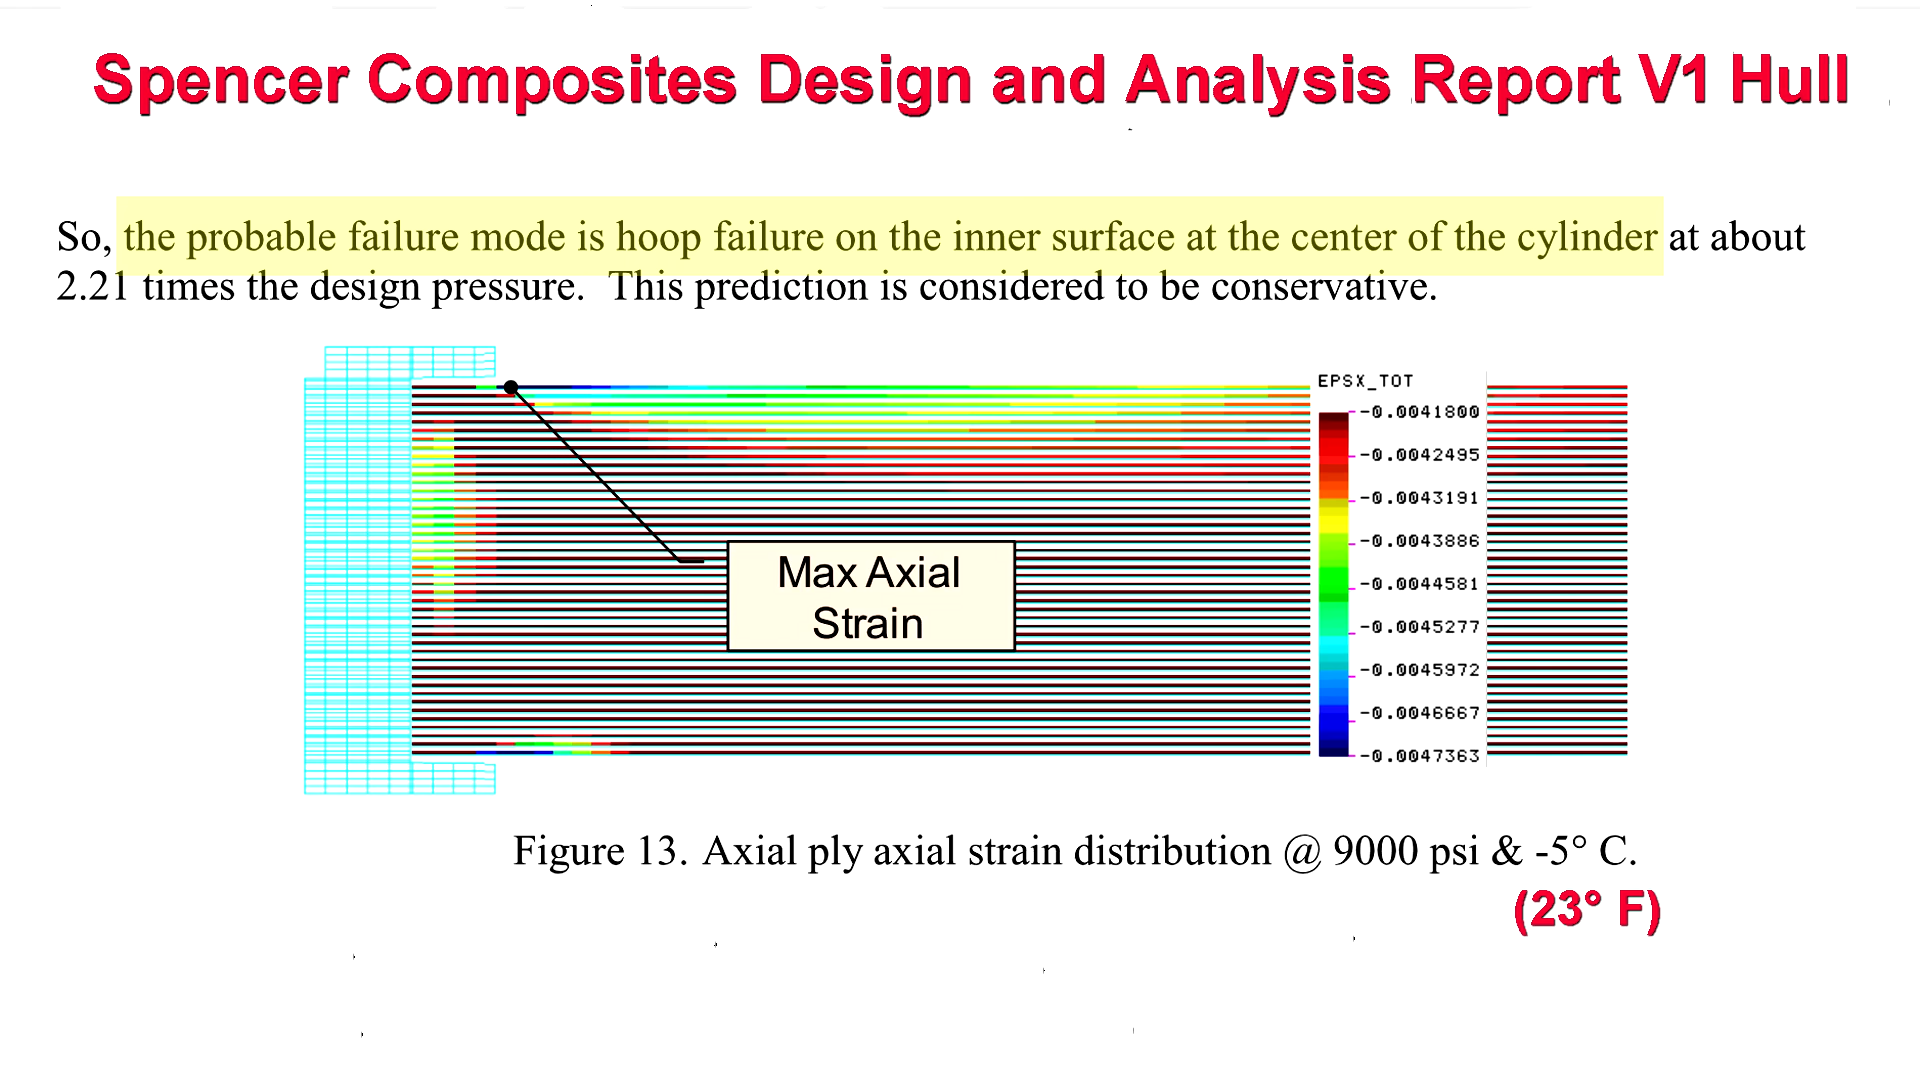 Spencer Composites Design and Analysis Report V1 Hull
So, the probable failure mode is hoop failure on the inner surface at the center of the cylinder at about
2.21 times the design pressure.  This prediction is considered to be conservative.
EPSX_TOT
-0.0041800
-0.0042495
-0.0043191
-0.0043886
-0.0044581
-0.0045277
-0.0045972
-0.0046667
-0.0047363
Max Axial
Strain
Figure 13. Axial ply axial strain distribution @ 9000 psi & -5° C.
(23° F)